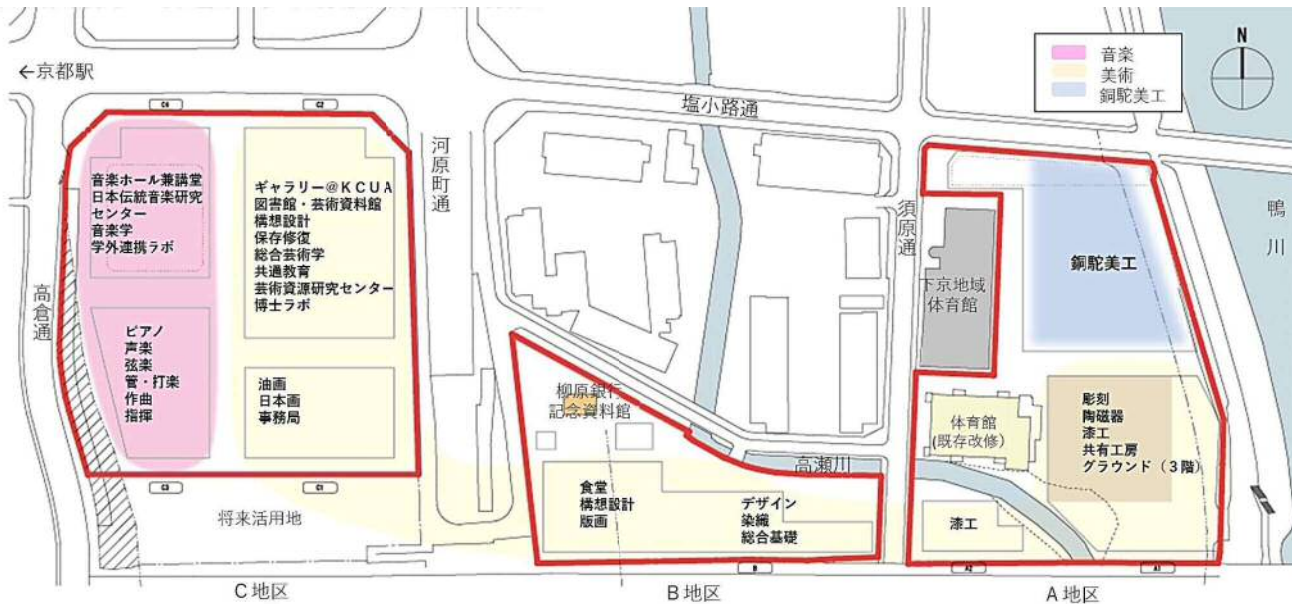 ←京都駅
塩小路通
音楽
美術
銅駝美工
N
C4
C2
河原町通
須原通
鴨川
高倉通
音楽ホール兼講堂
日本伝統音楽研究
センター
音楽学
学外連携ラボ
ギャラリー@KCUA
図書館・芸術資料館
構想設計
保存修復
総合芸術学
共通教育
芸術資源研究センター
博士ラボ
ピアノ
声楽
弦楽
管・打楽
作曲
指揮
油画
日本画
事務局
銅駝美工
下京地域
体育館
柳原銀行
記念資料館
体育館
(既存改修)
彫刻
陶磁器
漆工
共有工房
グラウンド(3階)
高瀬川
食堂
構想設計
版画
デザイン
染織
総合基礎
漆工
C3
C1
将来活用地
B
A2
A1
C地区
B地区
A地区